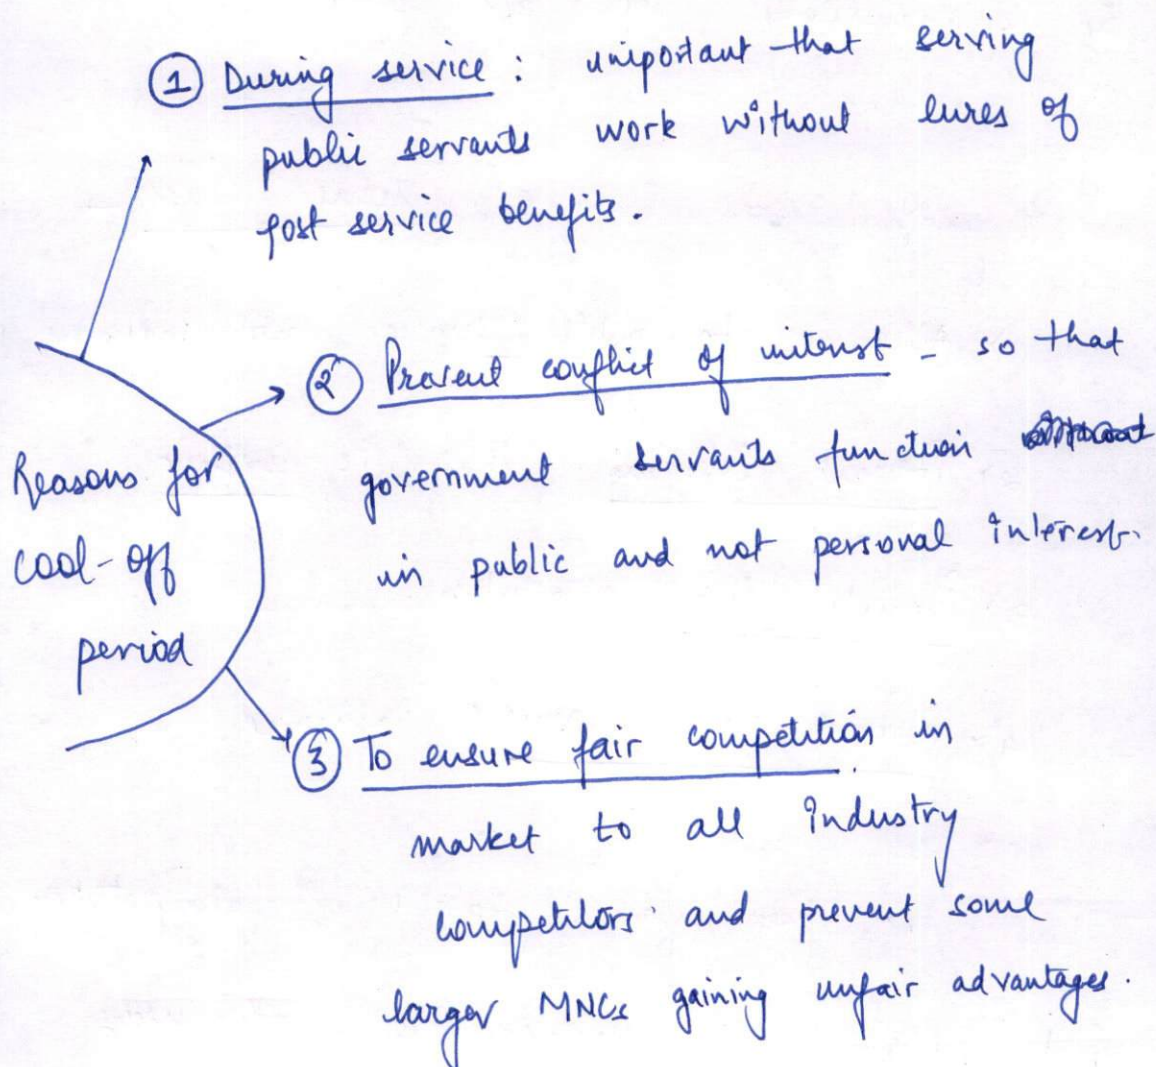 ① During service : important that serving
public servants work without lures of
post service benefits.
② Prevent conflict of interest - so that
government servants function
in public and not personal interest.
Reasons for
cool-off
period
③ To ensure fair competition in
market to all industry
competitors and prevent some
larger MNCs gaining unfair advantages.